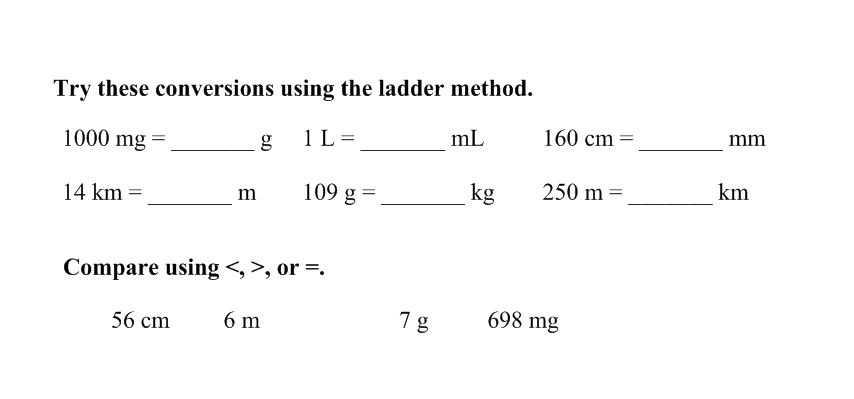 Try these conversions using the ladder method.
1000 mg = _______ g 1 L = _______ mL 160 cm = _______ mm
14 km = _______ m 109 g = _______ kg 250 m = _______ km
Compare using <, >, or =.
56 cm 6 m 7 g 698 mg